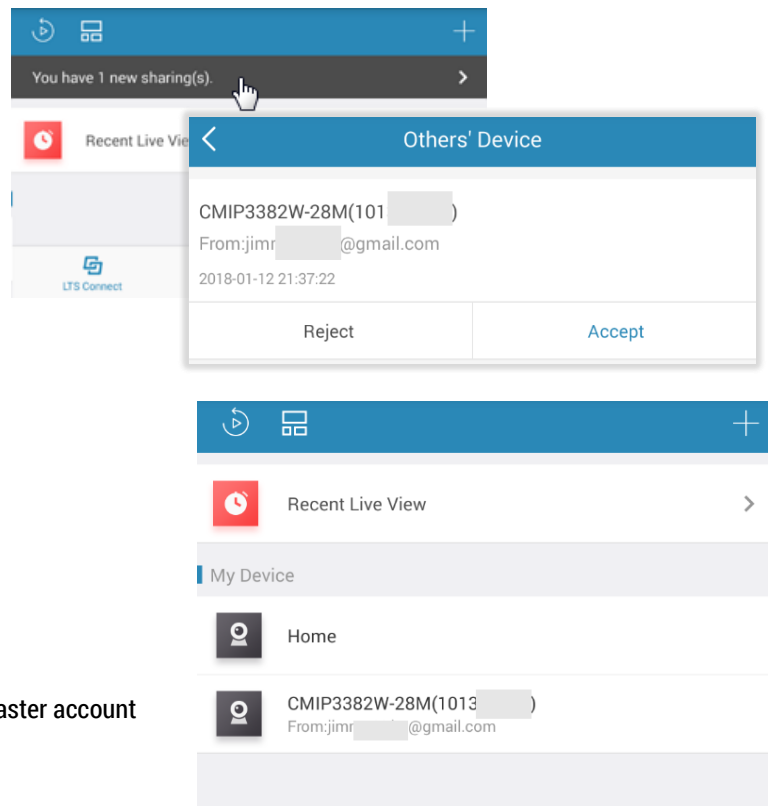 You have 1 new sharing(s).
Recent Live Vie
LTS Connect
Others' Device
CMIP3382W-28M(101 )
From:jimr @gmail.com
2018-01-12 21:37:22
Reject Accept
Recent Live View
My Device
Home
CMIP3382W-28M(1013 )
From:jimr @gmail.com
aster account